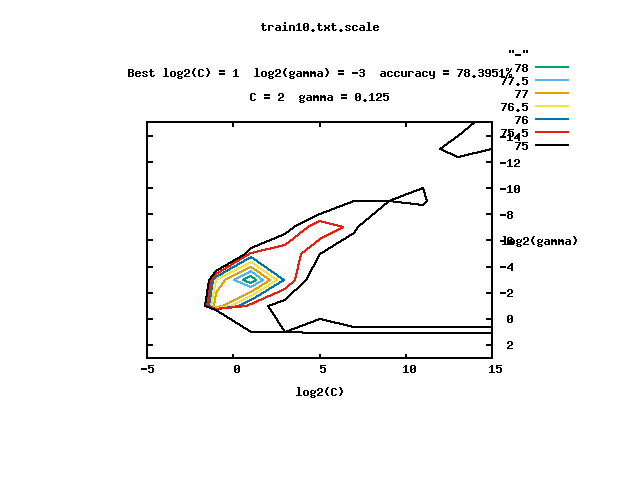 train10.txt.scale
"-"
Best log2(C) = 1  log2(gamma) = -3  accuracy = 78.3951%
C = 2  gamma = 0.125
78
77.5
77
76.5
76
75.5
75
-14
-12
-10
-8
-6
log2(gamma)
-4
-2
0
2
-5 0 5 10 15
log2(C)